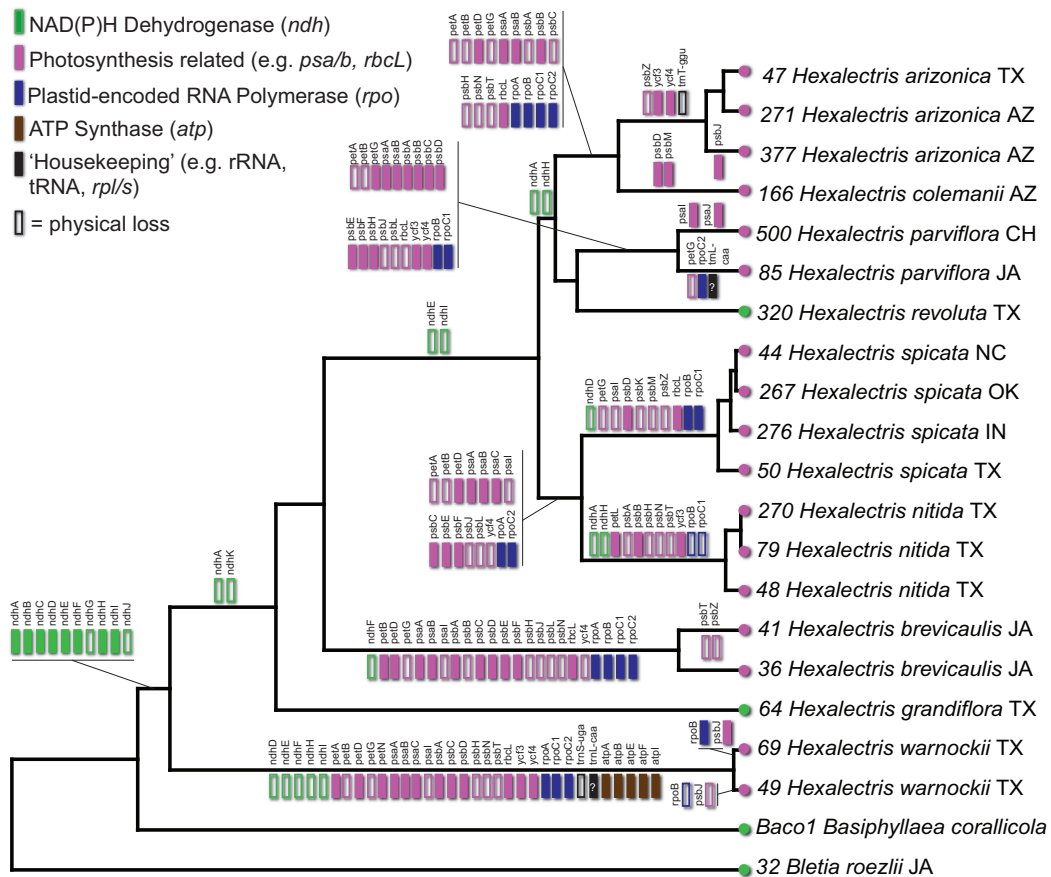 NAD(P)H Dehydrogenase (ndh)
Photosynthesis related (e.g. psa/b, rbcL)
Plastid-encoded RNA Polymerase (rpo)
ATP Synthase (atp)
‘Housekeeping’ (e.g. rRNA,
tRNA, rpl/s)
= physical loss
petA
petB
petD
petG
psaA
psaB
psbA
psbB
psbC
psbH
psbN
psbT
rbcL
rpoA
rpoB
rpoC1
rpoC2
petA
petB
petG
psaA
psaB
psbA
psbB
psbC
psbD
psbE
psbF
psbH
psbJ
psbL
rbcL
ycf3
ycf4
rpoB
rpoC1
ndhA
ndhH
psbZ
ycf3
ycf4
trnT-ggu
psbD
psbM
psbJ
psaI
psaJ
petG
rpoC2
trnL-
caa
?
47 Hexalectris arizonica TX
271 Hexalectris arizonica AZ
377 Hexalectris arizonica AZ
166 Hexalectris colemanii AZ
500 Hexalectris parviflora CH
85 Hexalectris parviflora JA
320 Hexalectris revoluta TX
44 Hexalectris spicata NC
267 Hexalectris spicata OK
276 Hexalectris spicata IN
50 Hexalectris spicata TX
270 Hexalectris nitida TX
79 Hexalectris nitida TX
48 Hexalectris nitida TX
41 Hexalectris brevicaulis JA
36 Hexalectris brevicaulis JA
64 Hexalectris grandiflora TX
69 Hexalectris warnockii TX
49 Hexalectris warnockii TX
Baco1 Basiphyllaea corallicola
32 Bletia roezlii JA
ndhE
ndhI
ndhD
petG
psaI
psbD
psbK
psbM
psbZ
rbcL
rpoB
rpoC1
petA
petB
petD
psaA
psaB
psaC
psaI
psbC
psbE
psbF
psbJ
psbL
ycf4
rpoA
rpoC2
ndhA
ndhH
petL
psbA
psbB
psbH
psbN
psbT
ycf3
rpoB
rpoC1
ndhA
ndhK
ndhA
ndhB
ndhC
ndhD
ndhE
ndhF
ndhG
ndhH
ndhI
ndhJ
ndhF
petB
petD
petG
psaA
psaB
psaI
psbA
psbB
psbC
psbD
psbE
psbF
psbH
psbJ
psbL
psbN
rbcL
ycf4
rpoA
rpoB
rpoC1
rpoC2
psbT
psbZ
ndhD
ndhE
ndhF
ndhH
ndhI
petA
petB
petD
petG
petN
psaA
psaB
psaC
psaI
psbA
psbC
psbD
psbH
psbN
psbT
rbcL
ycf3
ycf4
rpoA
rpoC1
rpoC2
trnS-uga
trnL-caa
atpA
atpB
atpE
atpF
atpI
?
rpoB
psbJ
rpoB
psbJ